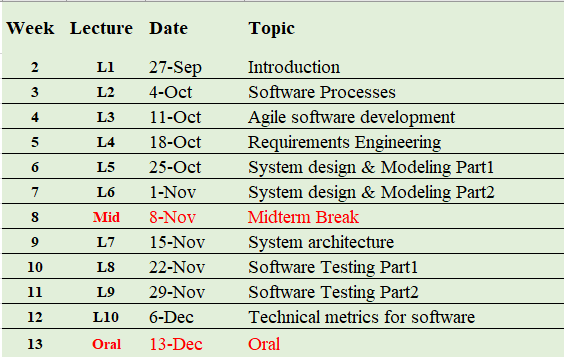 Week Lecture Date Topic
2 L1 27-Sep Introduction
3 L2 4-Oct Software Processes
4 L3 11-Oct Agile software development
5 L4 18-Oct Requirements Engineering
6 L5 25-Oct System design & Modeling Part1
7 L6 1-Nov System design & Modeling Part2
8 Mid 8-Nov Midterm Break
9 L7 15-Nov System architecture
10 L8 22-Nov Software Testing Part1
11 L9 29-Nov Software Testing Part2
12 L10 6-Dec Technical metrics for software
13 Oral 13-Dec Oral